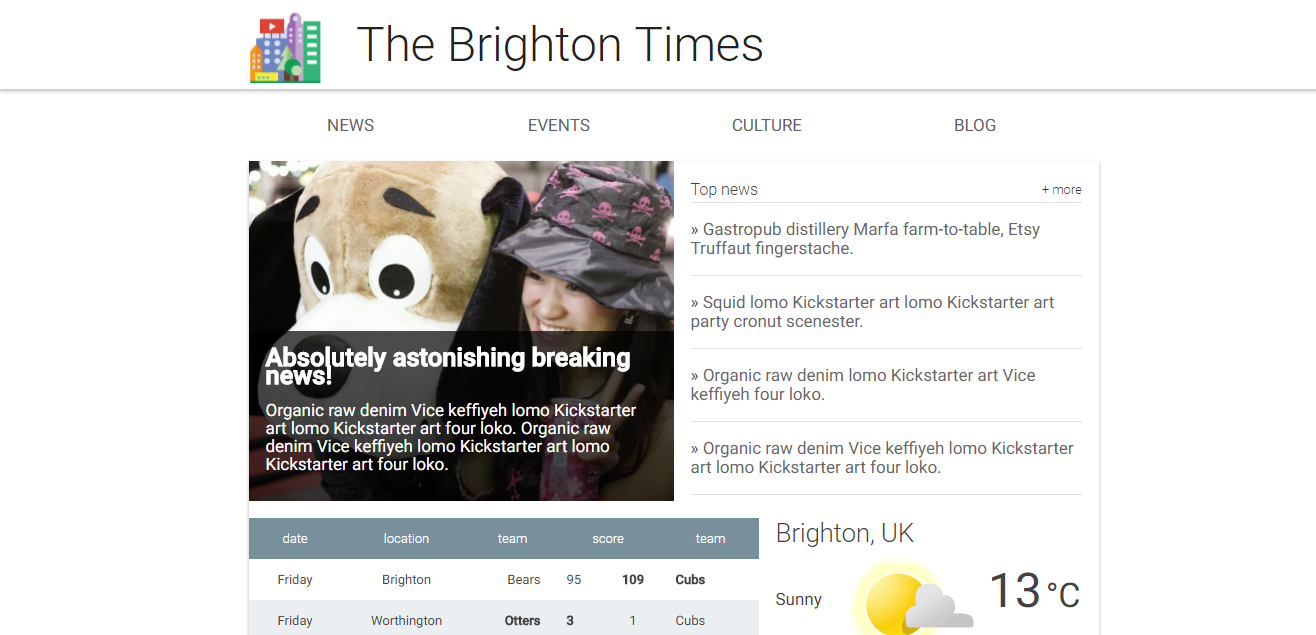 The Brighton Times
NEWS EVENTS CULTURE BLOG
Absolutely astonishing breaking
news!
Organic raw denim Vice keffiyeh lomo Kickstarter
art lomo Kickstarter art four loko. Organic raw
denim Vice keffiyeh lomo Kickstarter art lomo
Kickstarter art four loko.
Top news + more
» Gastropub distillery Marfa farm-to-table, Etsy
Truffaut fingerstache.
» Squid lomo Kickstarter art lomo Kickstarter art
party cronut scenester.
» Organic raw denim lomo Kickstarter art Vice
keffiyeh four loko.
» Organic raw denim Vice keffiyeh lomo Kickstarter
art lomo Kickstarter art four loko.
date location team score team
Friday Brighton Bears 95 109 Cubs
Friday Worthington Otters 3 1 Cubs
Brighton, UK
Sunny 13 °C